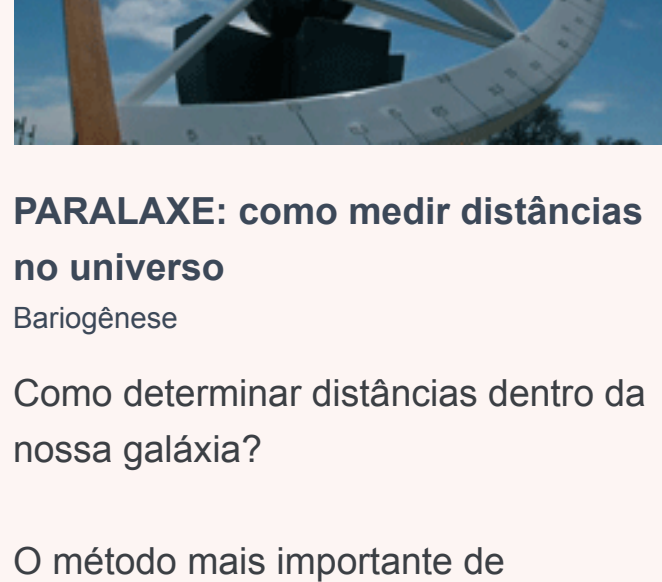 PARALAXE: como medir distâncias
no universo
Bariogênese
Como determinar distâncias dentro da
nossa galáxia?
O método mais importante de